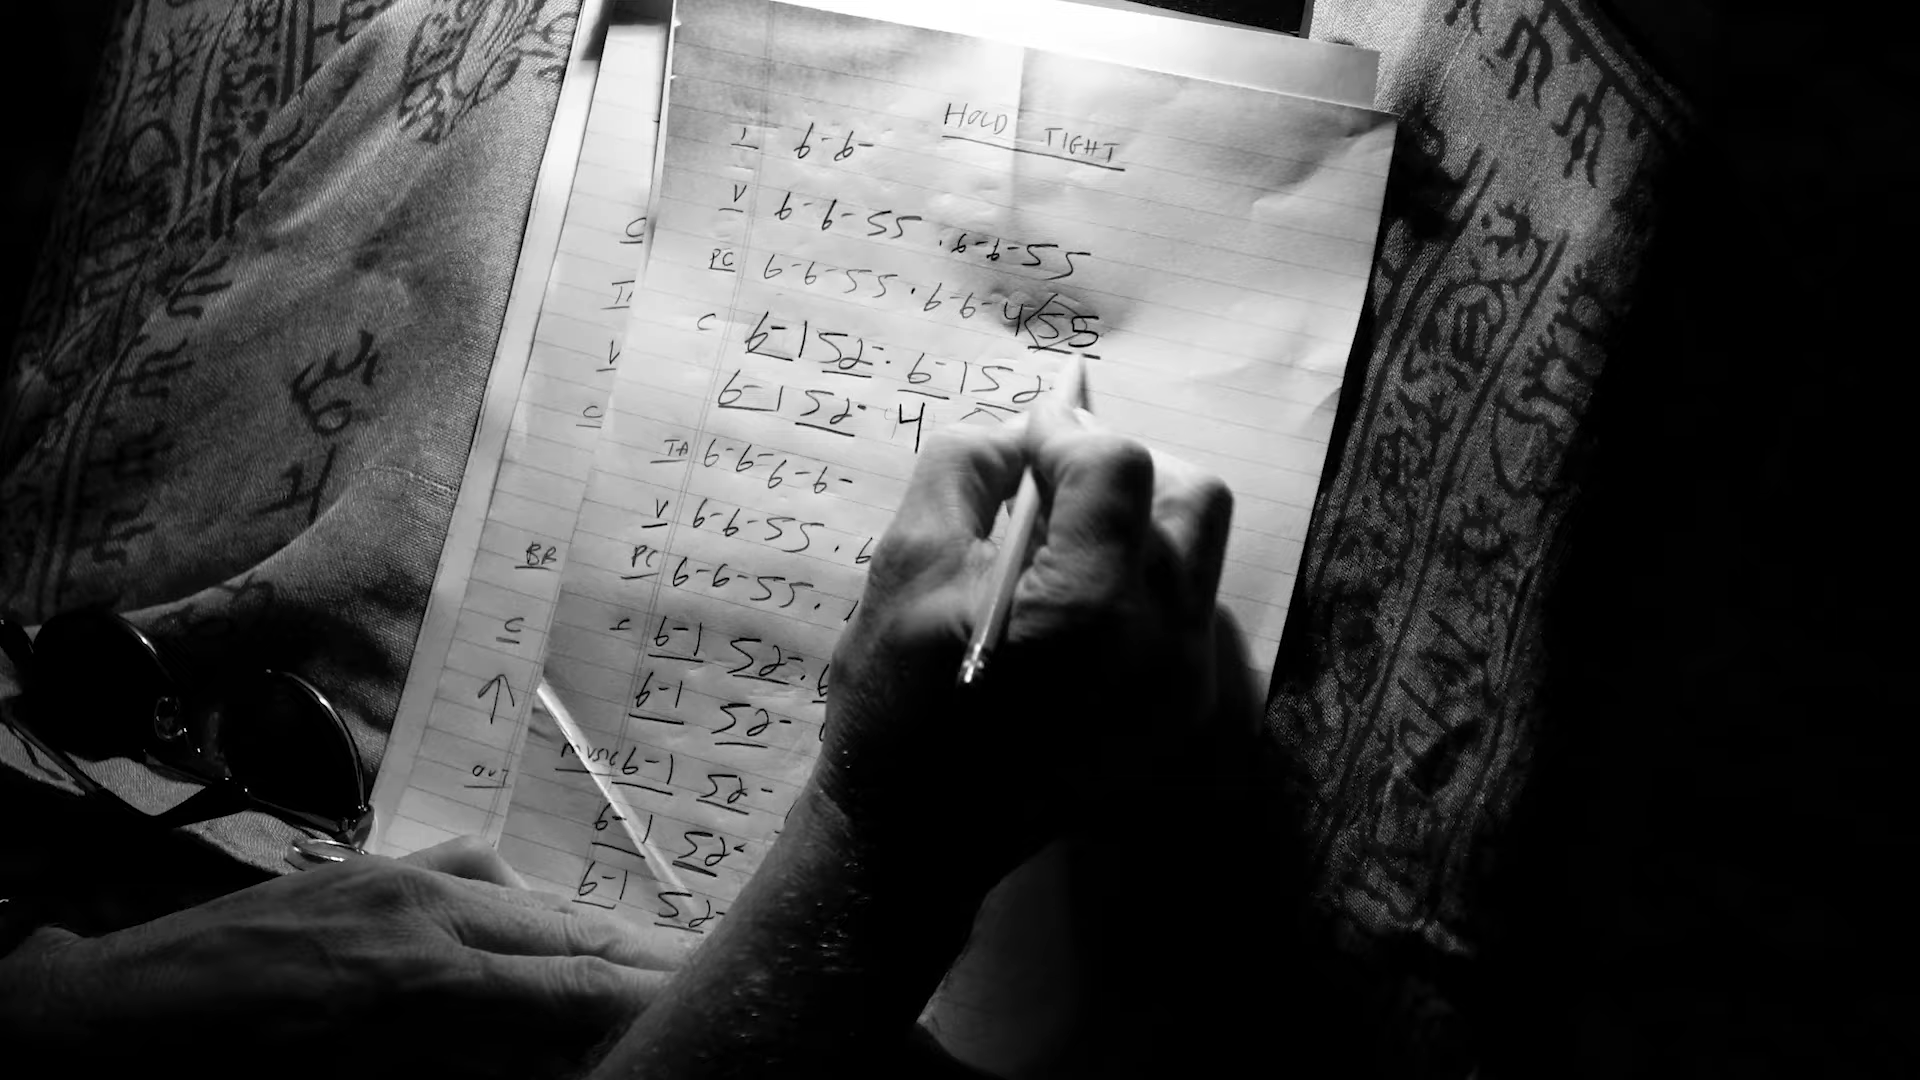 HOLD TIGHT
I 6- 6-
V 6- 6- 55 · 6- 6- 55
PC 6- 6- 55 · 6- 6- 4 55
C 6- 1 52- · 6- 1 52-
6- 1 52- 4
TA 6- 6- 6- 6-
V 6- 6- 55 · 6
PC 6- 6- 55 ·
C 6- 1 52- · 6
6- 1 52-
MUSIC 6- 1 52-
6- 1 52-
6- 1 52-
C
V
C
BR
C
↑
OUT